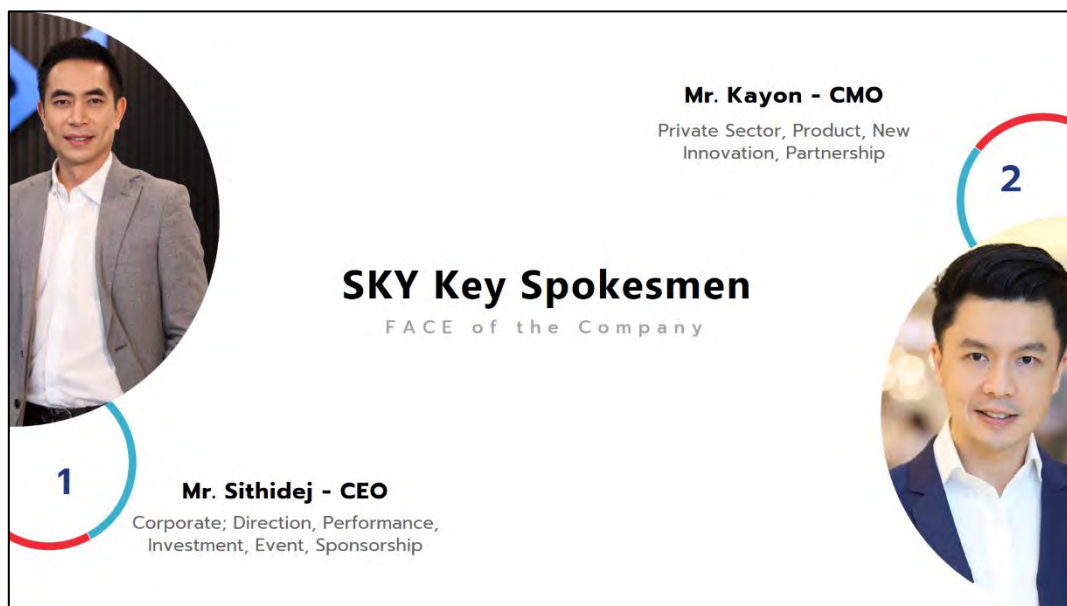 Mr. Kayon - CMO
Private Sector, Product, New
Innovation, Partnership
2
SKY Key Spokesmen
FACE of the Company
1
Mr. Sithidej - CEO
Corporate; Direction, Performance,
Investment, Event, Sponsorship